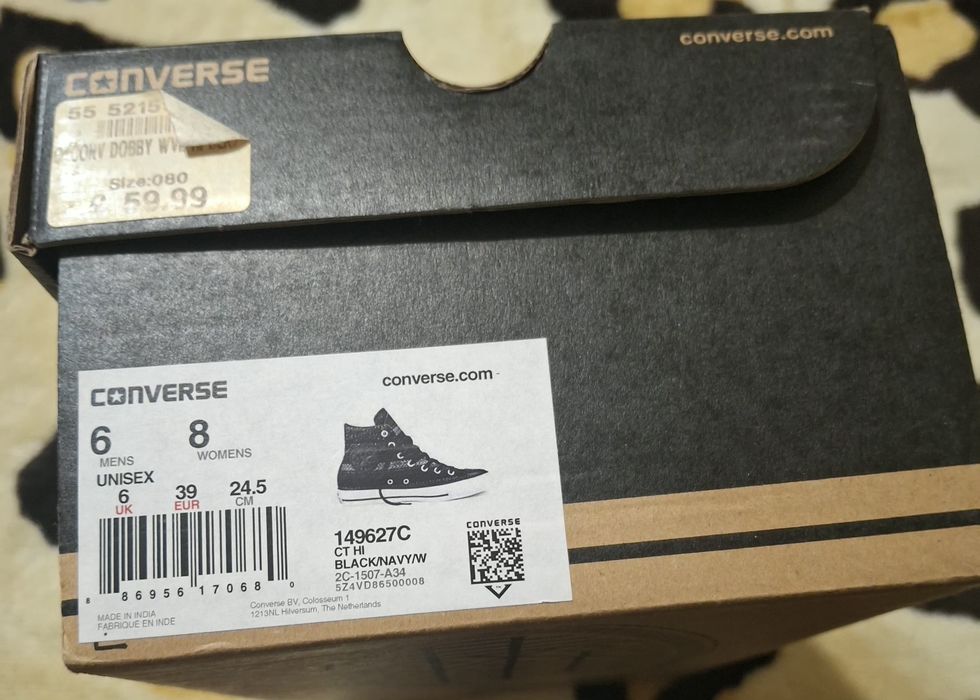 converse.com
CONVERSE
55 5215
CONV DOBBY
Size:080
£ 59.99
CONVERSE
converse.com
6 8
MENS WOMENS
UNISEX
6 39 24.5
UK EUR CM
8 86956 17068 0
149627C
CT HI
BLACK/NAVY/W
2C-1507-A34
5Z4VD86500008
CONVERSE
MADE IN INDIA
FABRIQUE EN INDE
Converse BV, Colosseum 1
1213NL Hilversum, The Netherlands